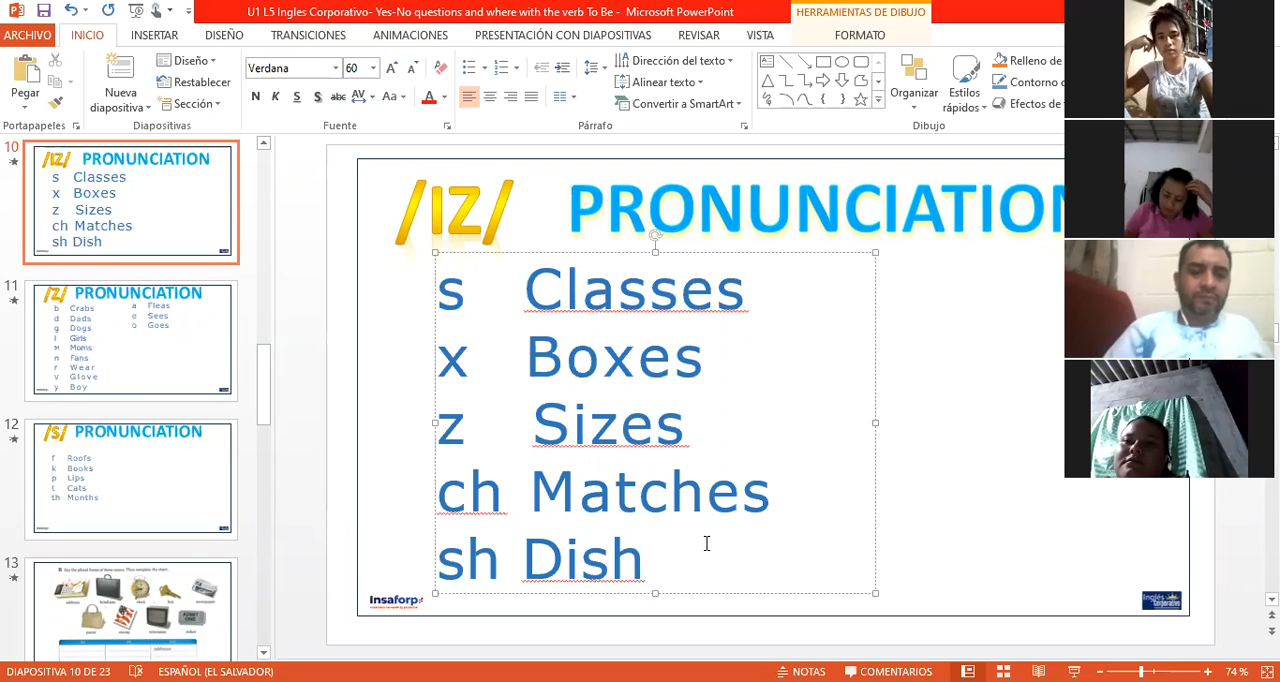 U1 L5 Ingles Corporativo- Yes-No questions and where with the verb To Be - Microsoft PowerPoint
HERRAMIENTAS DE DIBUJO
ARCHIVO INICIO INSERTAR DISEÑO TRANSICIONES ANIMACIONES PRESENTACIÓN CON DIAPOSITIVAS REVISAR VISTA FORMATO
Pegar
Nueva diapositiva
Diseño
Restablecer
Sección
Verdana 60
N K S S abc AV Aa A
Dirección del texto
Alinear texto
Convertir a SmartArt
Organizar
Estilos rápidos
Relleno de
Contorno
Efectos de
Portapapeles Diapositivas Fuente Párrafo Dibujo
10
/IZ/ PRONUNCIATION
s Classes
x Boxes
z Sizes
ch Matches
sh Dish
11
/Z/ PRONUNCIATION
b Crabs
d Dads
g Dogs
l Girls
M Moms
n Fans
r Wear
v Glove
y Boy
a Fleas
e Sees
o Goes
12
/S/ PRONUNCIATION
f Roofs
k Books
p Lips
t Cats
th Months
13
/IZ/ PRONUNCIATION
s Classes
x Boxes
z Sizes
ch Matches
sh Dish
Insaforp
Inglés
Corporativo
DIAPOSITIVA 10 DE 23 ESPAÑOL (EL SALVADOR) NOTAS COMENTARIOS 74 %